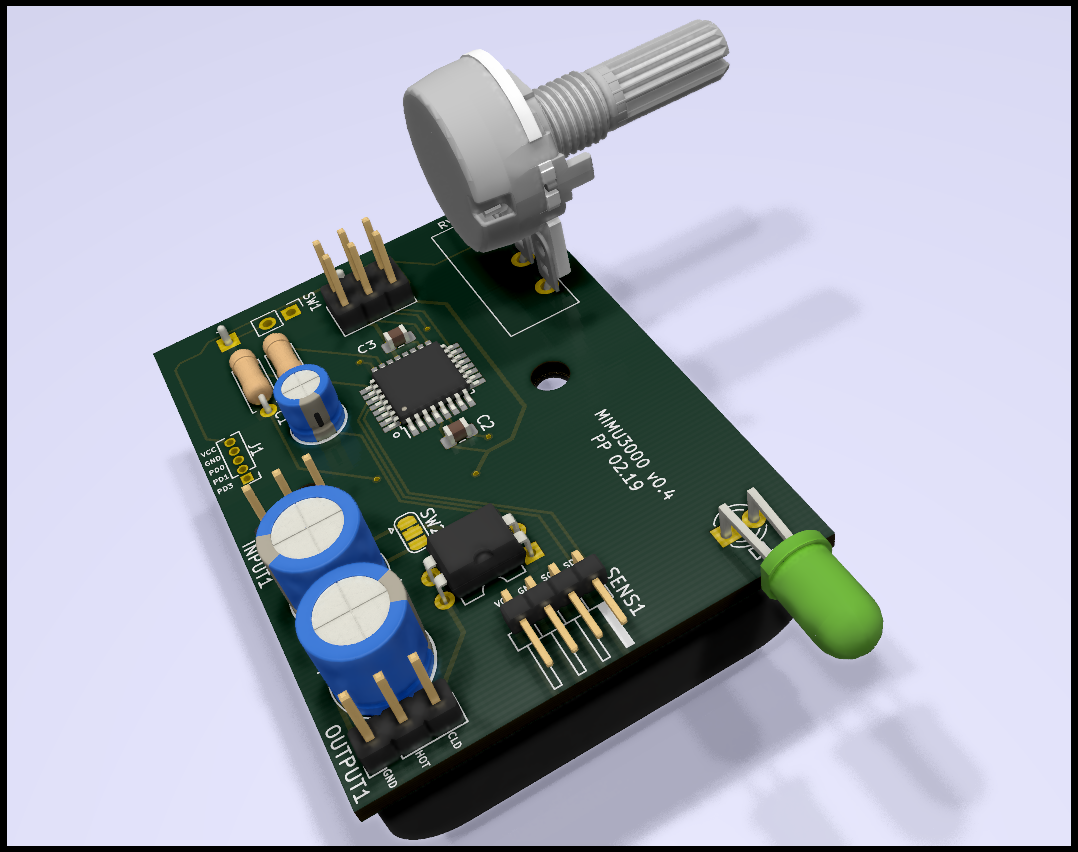 SW1
C3
C2
J1
VCC
GND
PD0
PD1
PD3
MIMU3000 v0.4
PP 02.19
INPUT1
SENS1
OUTPUT1
GND
HOT
CLD